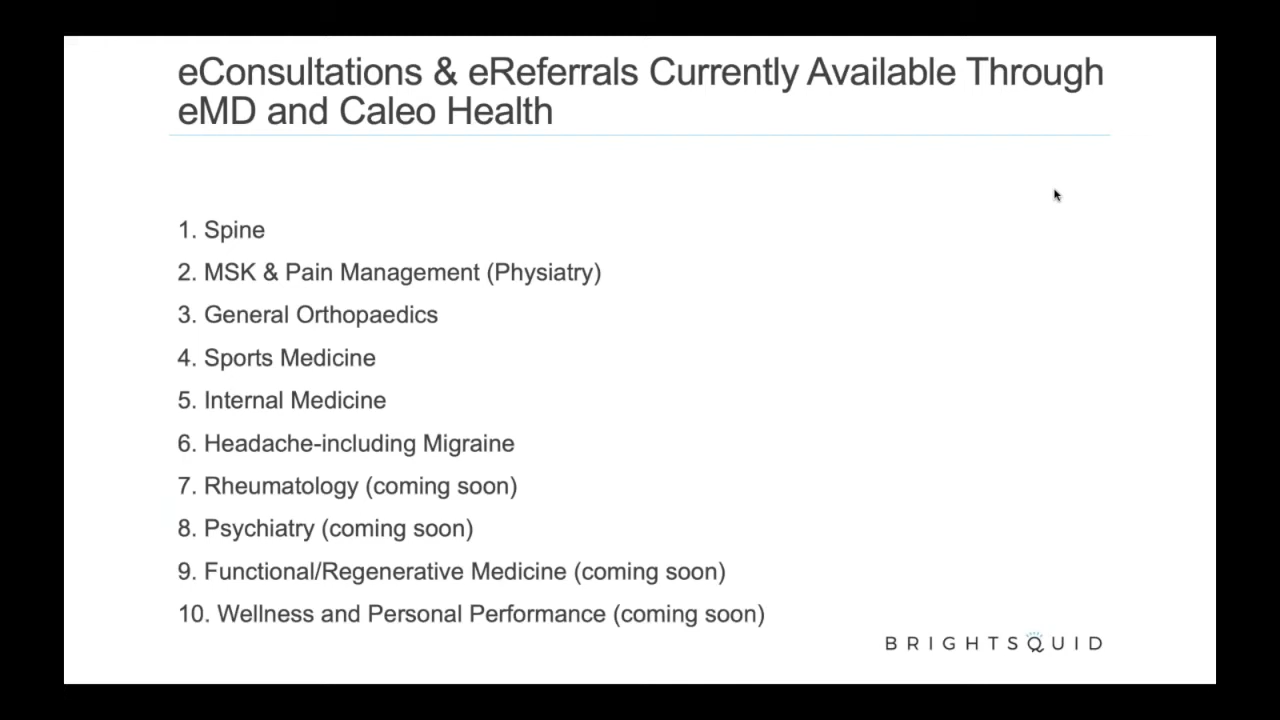 eConsultations & eReferrals Currently Available Through
eMD and Caleo Health
1. Spine
2. MSK & Pain Management (Physiatry)
3. General Orthopaedics
4. Sports Medicine
5. Internal Medicine
6. Headache-including Migraine
7. Rheumatology (coming soon)
8. Psychiatry (coming soon)
9. Functional/Regenerative Medicine (coming soon)
10. Wellness and Personal Performance (coming soon)
BRIGHTSQUID